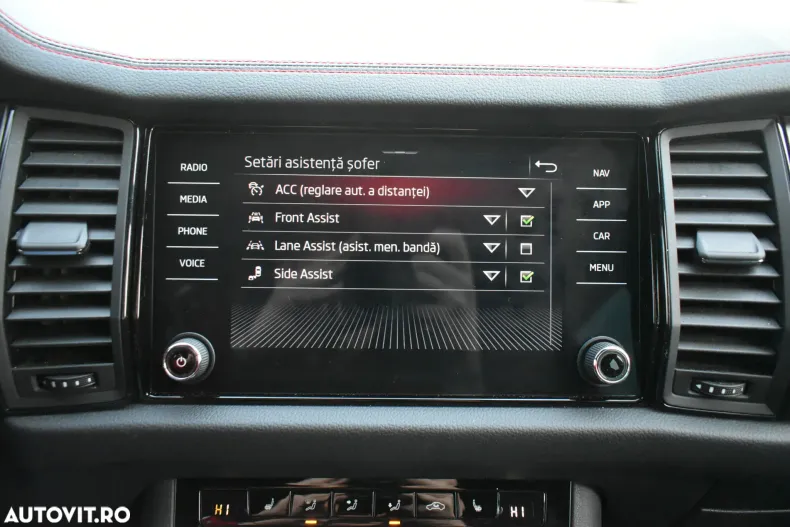 RADIO
MEDIA
PHONE
VOICE
Setări asistență șofer
ACC (reglare aut. a distanței)
Front Assist
Lane Assist (asist. men. bandă)
Side Assist
NAV
APP
CAR
MENU
HI
HI
AUTOVIT.RO